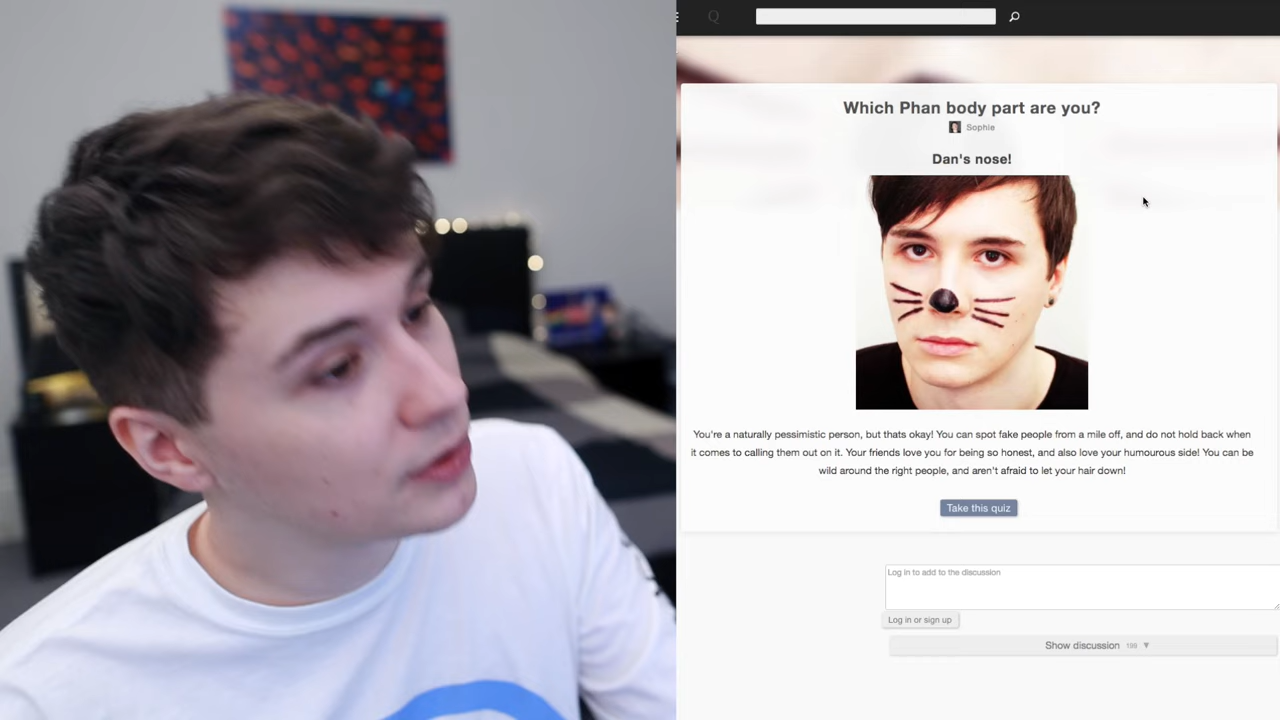 Q
Which Phan body part are you?
Sophie
Dan's nose!
You're a naturally pessimistic person, but thats okay! You can spot fake people from a mile off, and do not hold back when
it comes to calling them out on it. Your friends love you for being so honest, and also love your humourous side! You can be
wild around the right people, and aren't afraid to let your hair down!
Take this quiz
Log in to add to the discussion
Log in or sign up
Show discussion 199 ▼